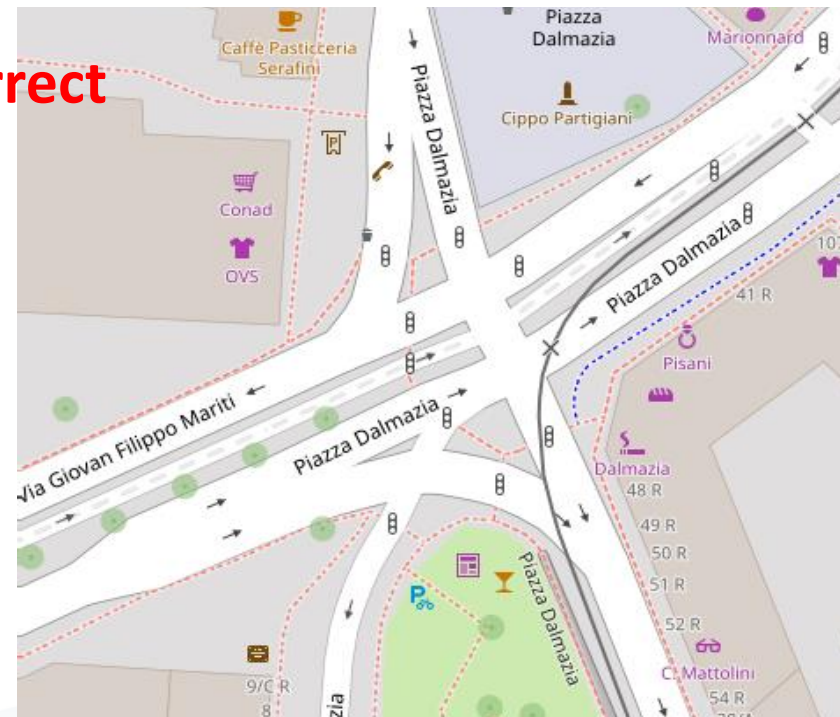 rrect
Caffè Pasticceria
Serafini
Piazza
Dalmazia
Marionnard
Cippo Partigiani
Piazza Dalmazia
P
Conad
OVS
Piazza Dalmazia
41 R
Pisani
Via Giovan Filippo Mariti
Piazza Dalmazia
Dalmazia
48 R
49 R
50 R
51 R
52 R
P
Piazza Dalmazia
C. Mattolini
54 R
9/C R
8
zia